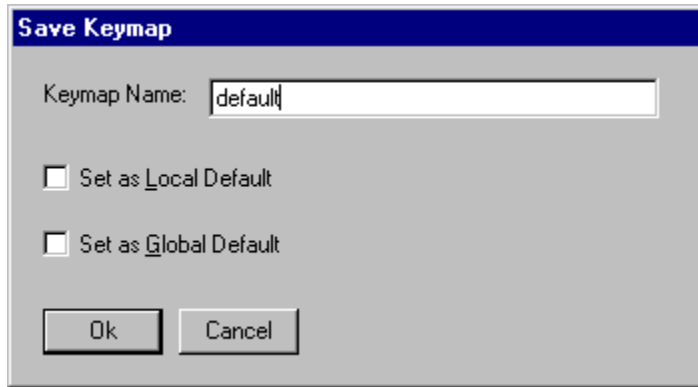 Save Keymap
Keymap Name: default
Set as Local Default
Set as Global Default
Ok Cancel